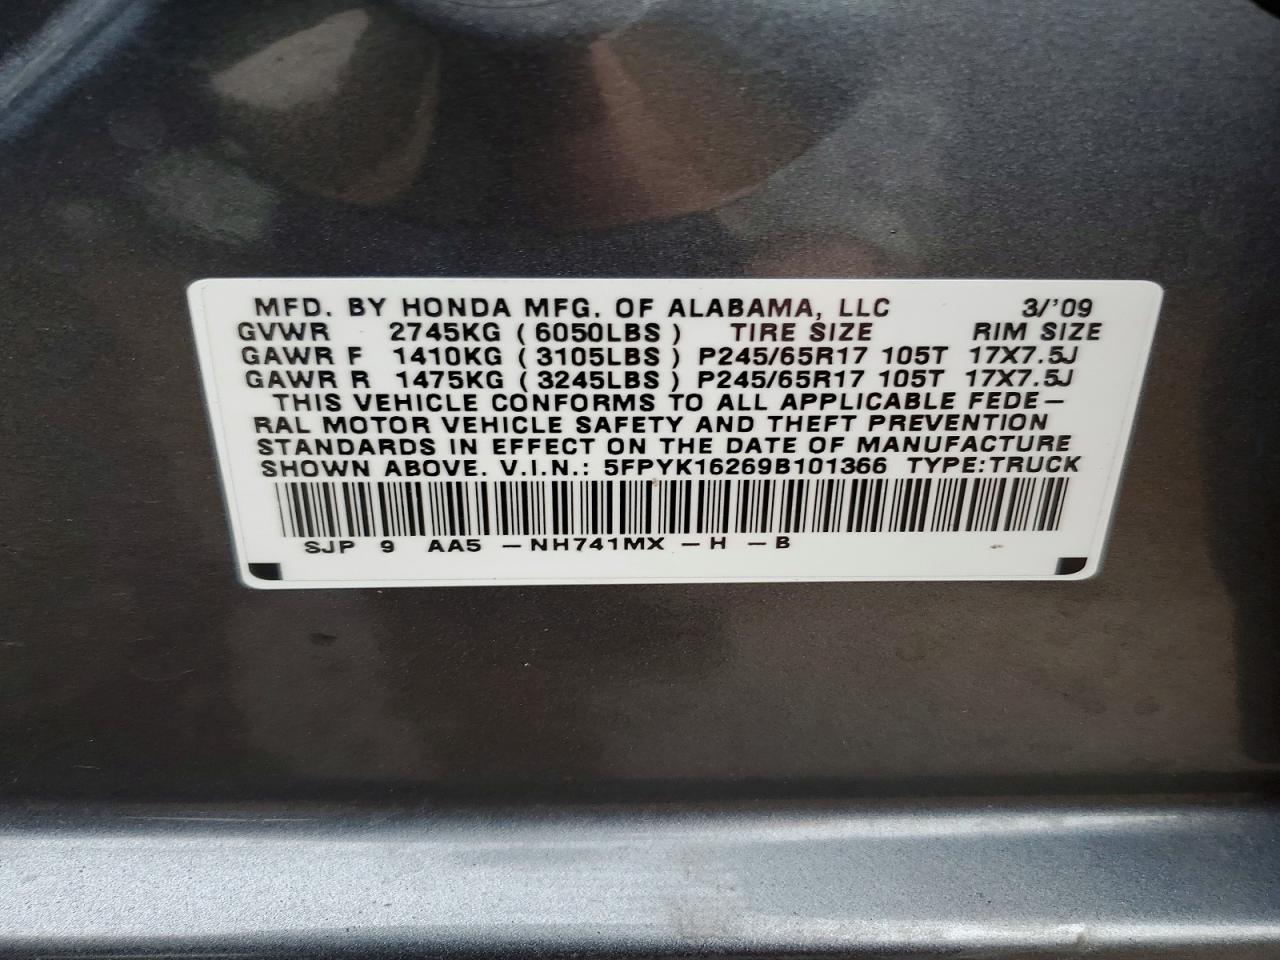 MFD. BY HONDA MFG. OF ALABAMA, LLC 3/'09
GVWR 2745KG (6050LBS) TIRE SIZE RIM SIZE
GAWR F 1410KG (3105LBS) P245/65R17 105T 17X7.5J
GAWR R 1475KG (3245LBS) P245/65R17 105T 17X7.5J
THIS VEHICLE CONFORMS TO ALL APPLICABLE FEDE-
RAL MOTOR VEHICLE SAFETY AND THEFT PREVENTION
STANDARDS IN EFFECT ON THE DATE OF MANUFACTURE
SHOWN ABOVE. V.I.N.: 5FPYK16269B101366 TYPE:TRUCK
SJP 9 AA5 -NH741MX -H -B